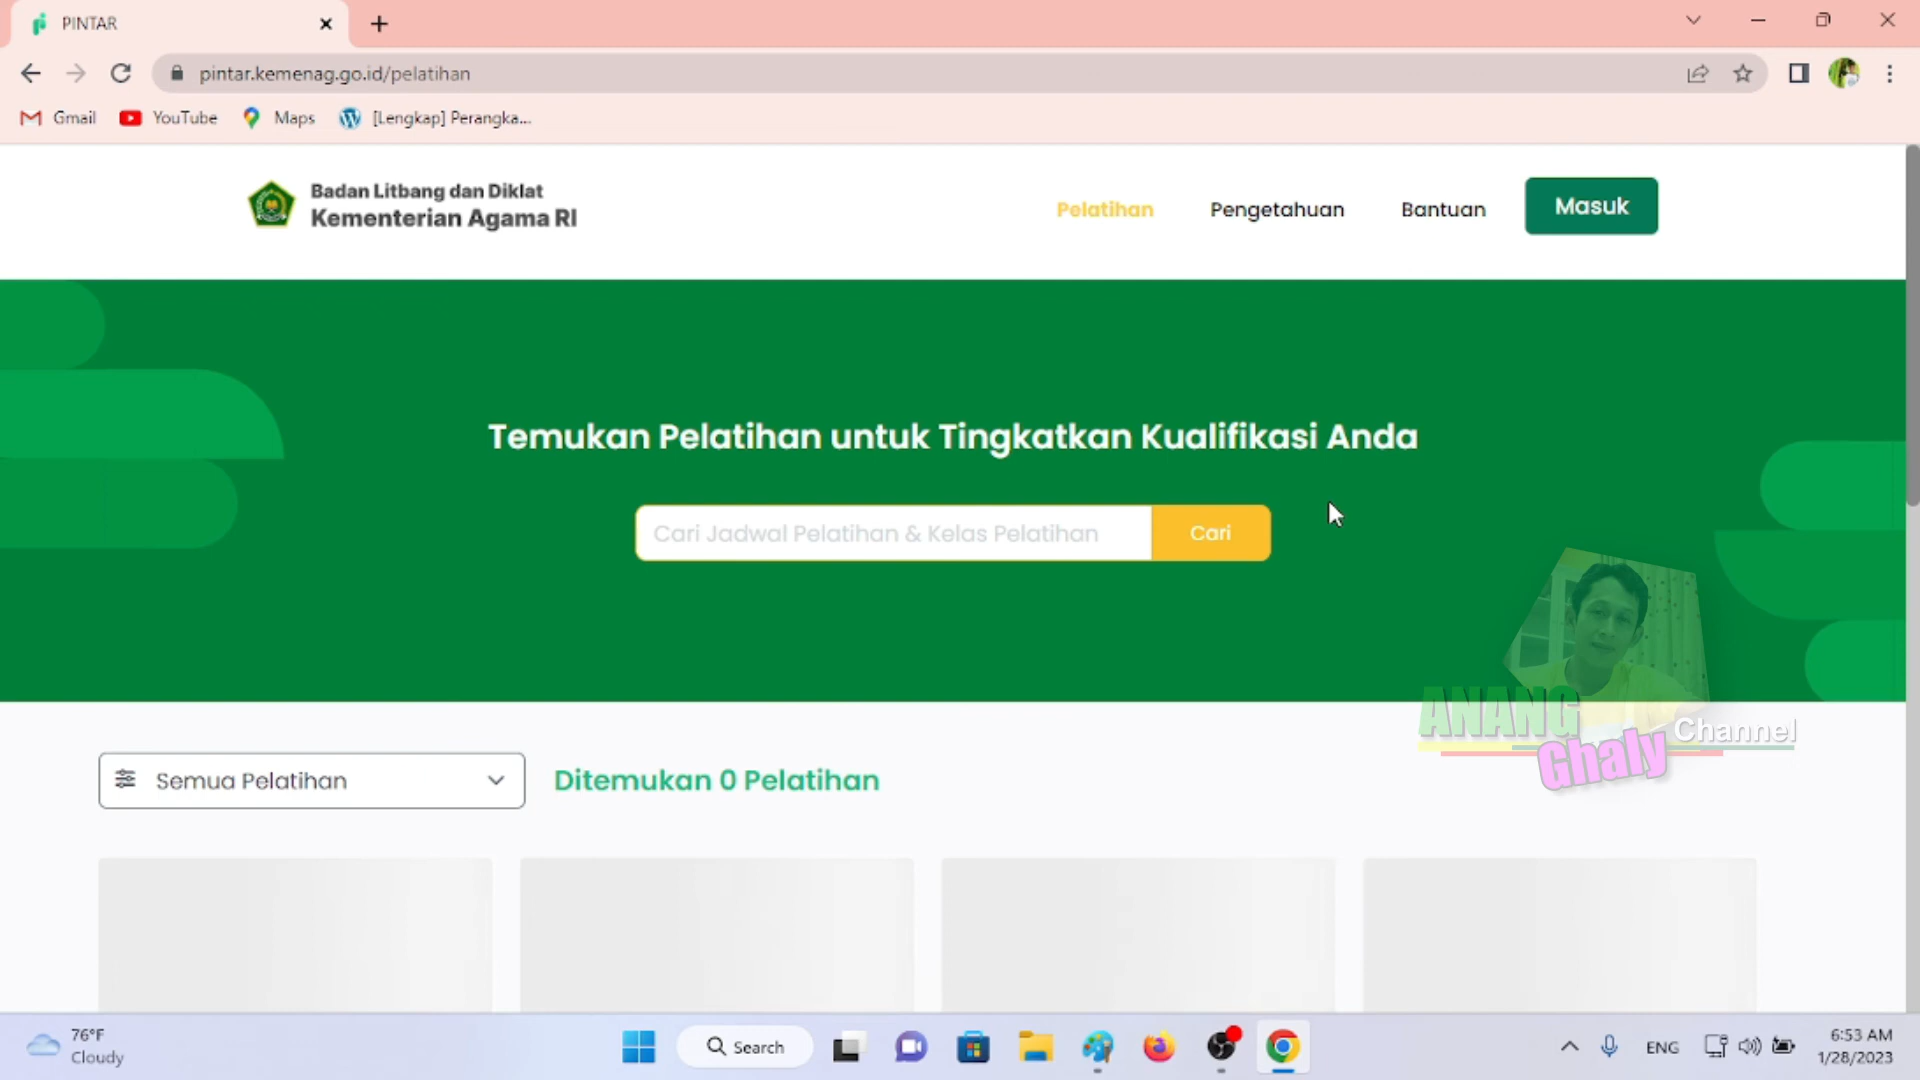 PINTAR
pintar.kemenag.go.id/pelatihan
Gmail
YouTube
Maps
[Lengkap] Perangka...
Badan Litbang dan Diklat
Kementerian Agama RI
Pelatihan
Pengetahuan
Bantuan
Masuk
Temukan Pelatihan untuk Tingkatkan Kualifikasi Anda
Cari Jadwal Pelatihan & Kelas Pelatihan
Cari
ANANG
Ghaly
Channel
Semua Pelatihan
Ditemukan 0 Pelatihan
76°F
Cloudy
Search
ENG
6:53 AM
1/28/2023